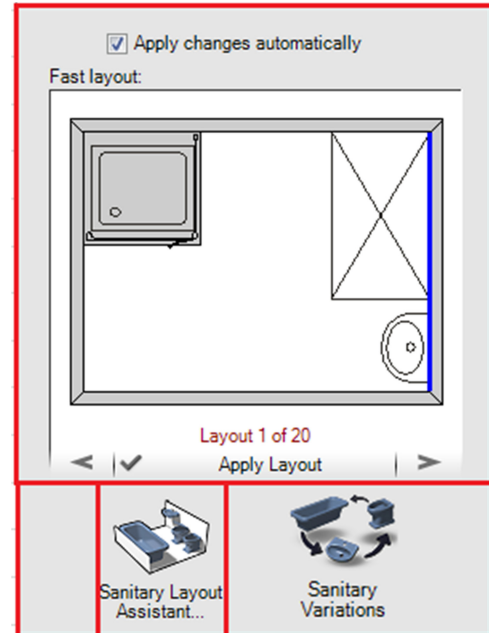 Apply changes automatically
Fast layout:
Layout 1 of 20
Apply Layout
Sanitary Layout
Assistant...
Sanitary
Variations